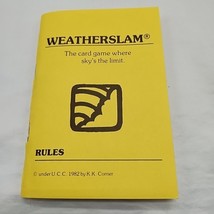 WEATHERSLAM®
The card game where
sky's the limit
RULES
© under U.C.C. 1982 by K.K. Comer